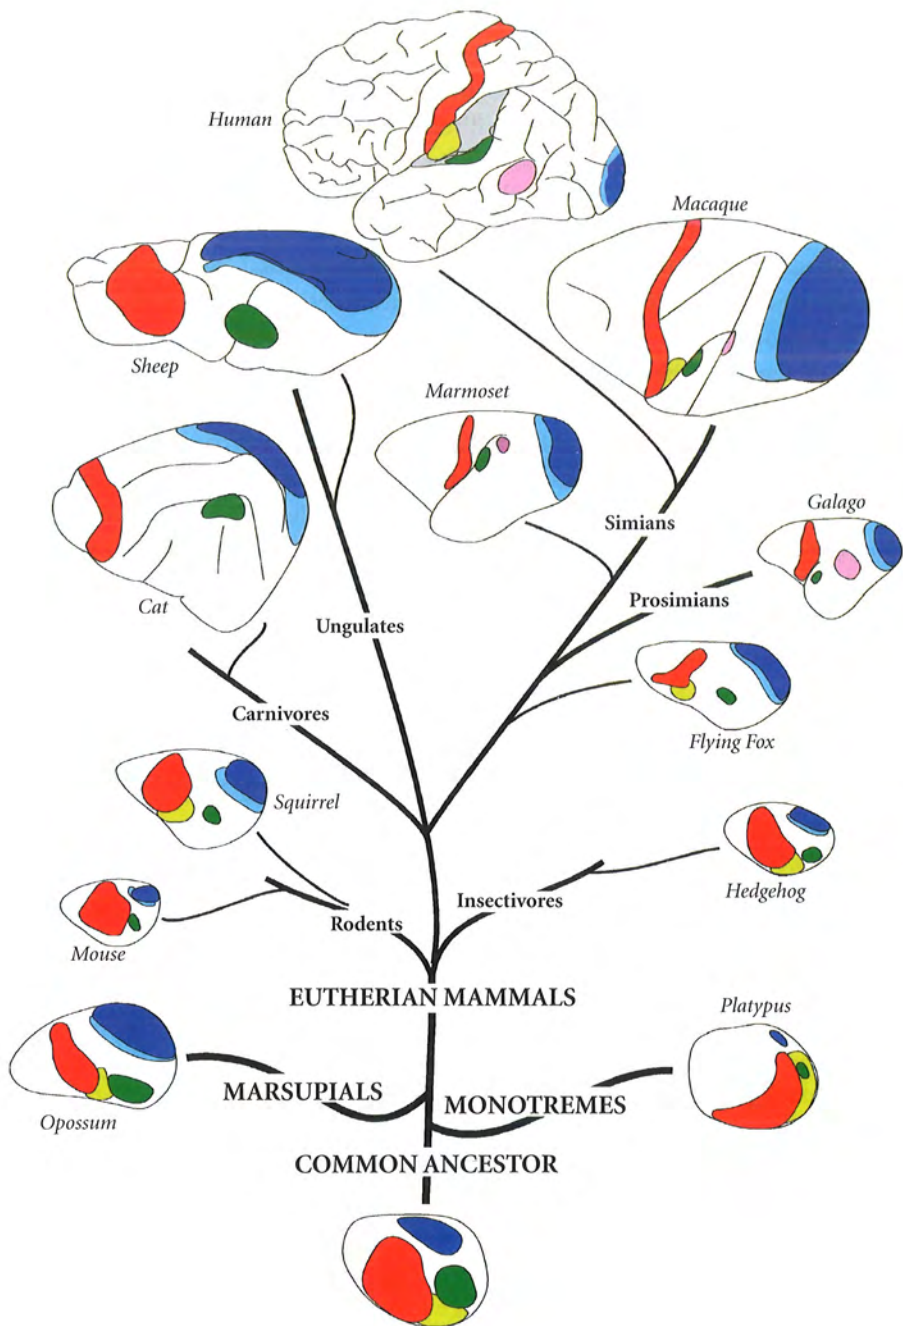 Human
Macaque
Sheep
Marmoset
Simians
Galago
Prosimians
Cat
Ungulates
Carnivores
Flying Fox
Squirrel
Hedgehog
Insectivores
Rodents
Mouse
EUTHERIAN MAMMALS
Platypus
MARSUPIALS
MONOTREMES
Opossum
COMMON ANCESTOR